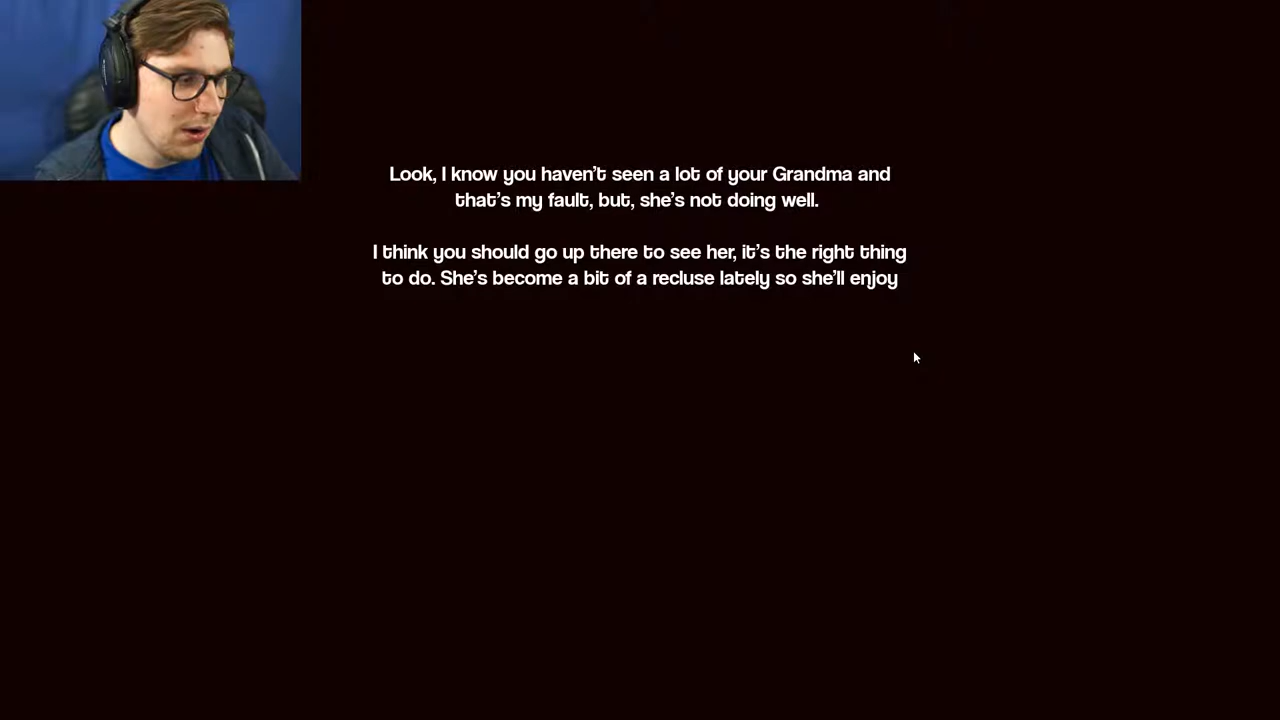 Look, I know you haven't seen a lot of your Grandma and
that's my fault, but, she's not doing well.
I think you should go up there to see her, it's the right thing
to do. She's become a bit of a recluse lately so she'll enjoy